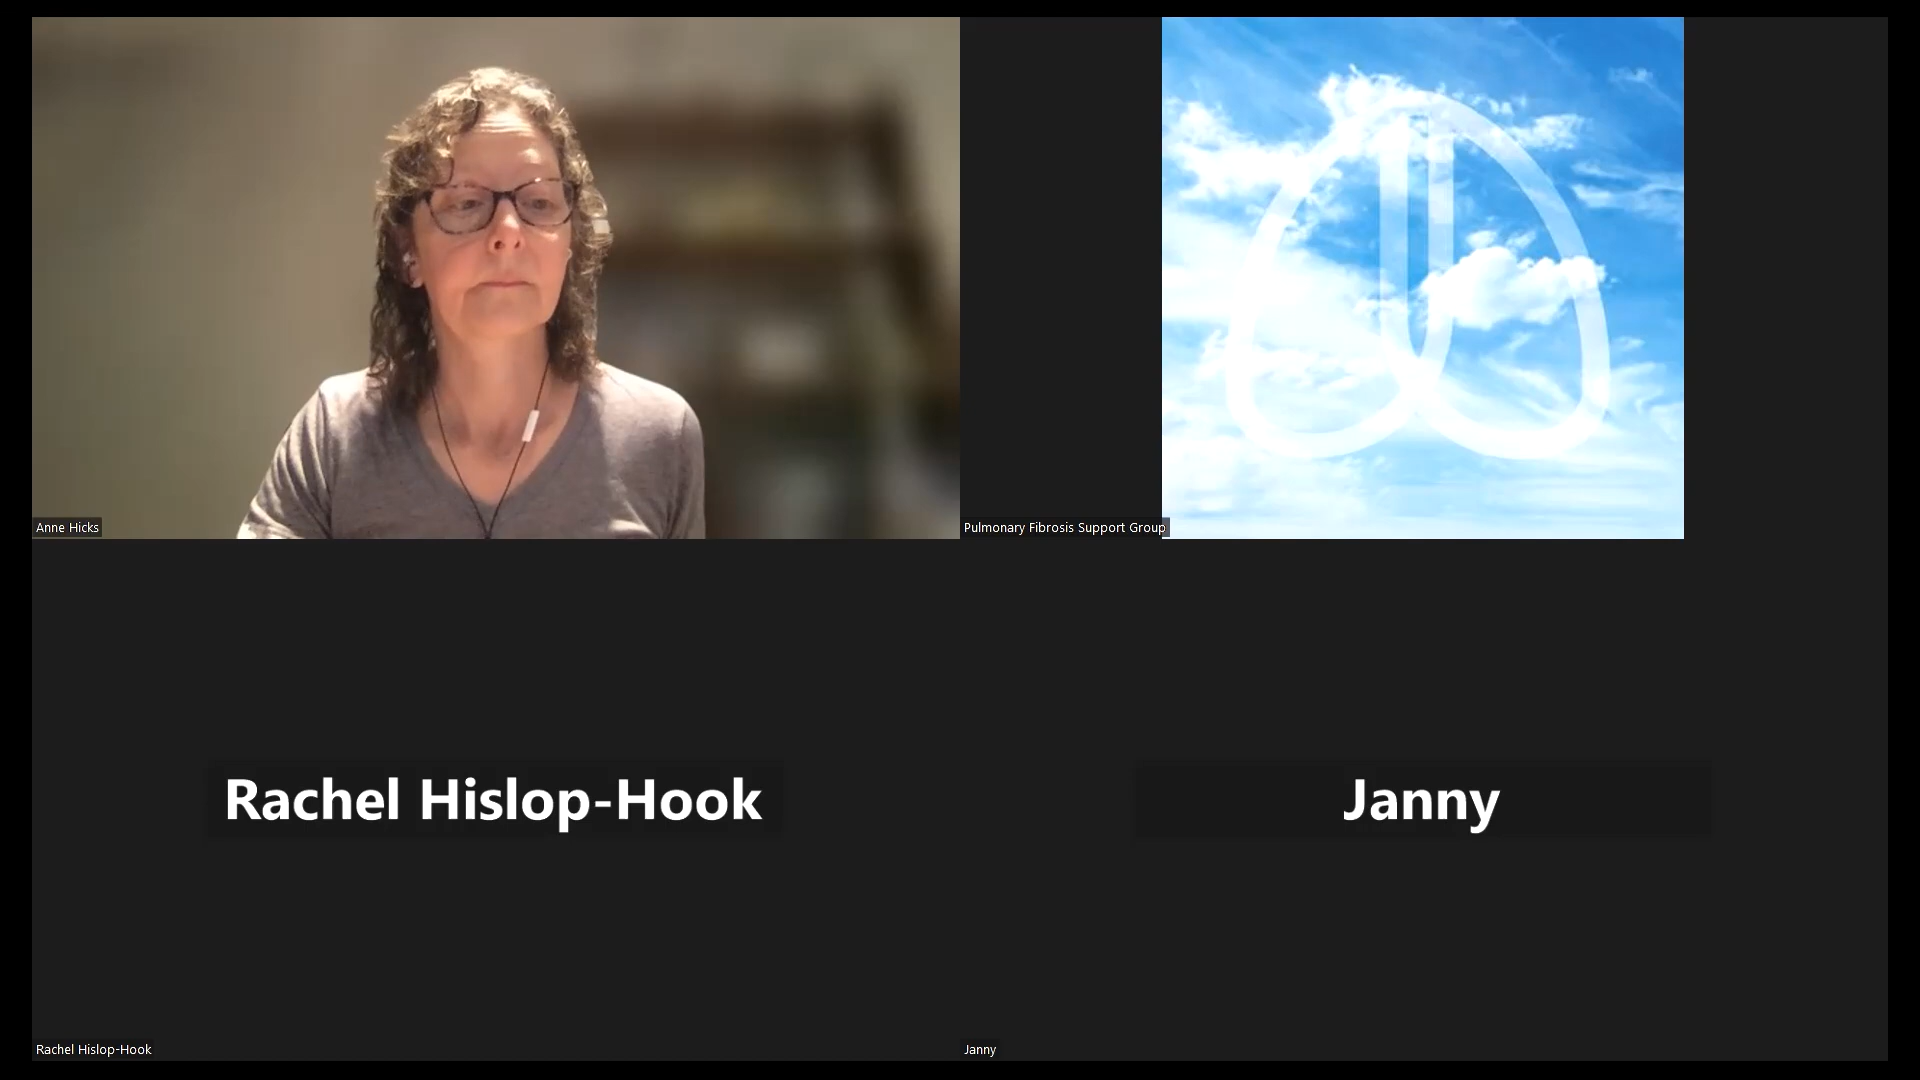 Anne Hicks
Pulmonary Fibrosis Support Group
Rachel Hislop-Hook
Janny
Rachel Hislop-Hook
Janny